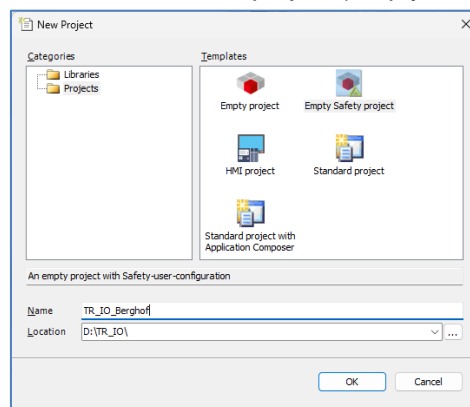 New Project
Categories
Templates
Libraries
Projects
Empty project
Empty Safety project
HMI project
Standard project
Standard project with
Application Composer
An empty project with Safety-user-configuration
Name
TR_IO_Berghof
Location
D:\TR_IO\
...
OK
Cancel